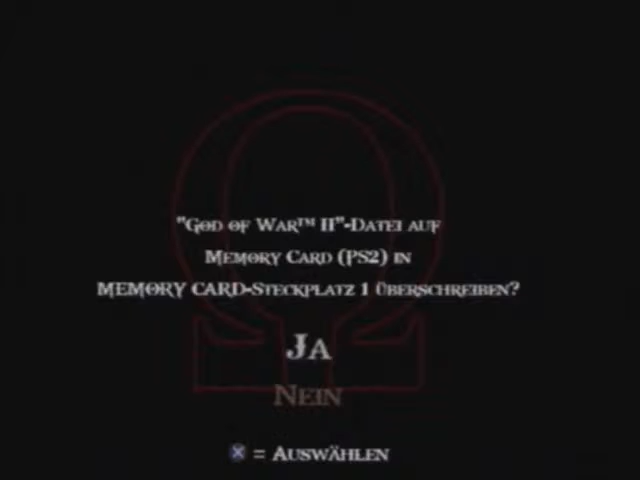 "God of War™ II"-Datei auf
Memory Card (PS2) in
MEMORY CARD-Steckplatz 1 überschreiben?
Ja
Nein
= Auswählen